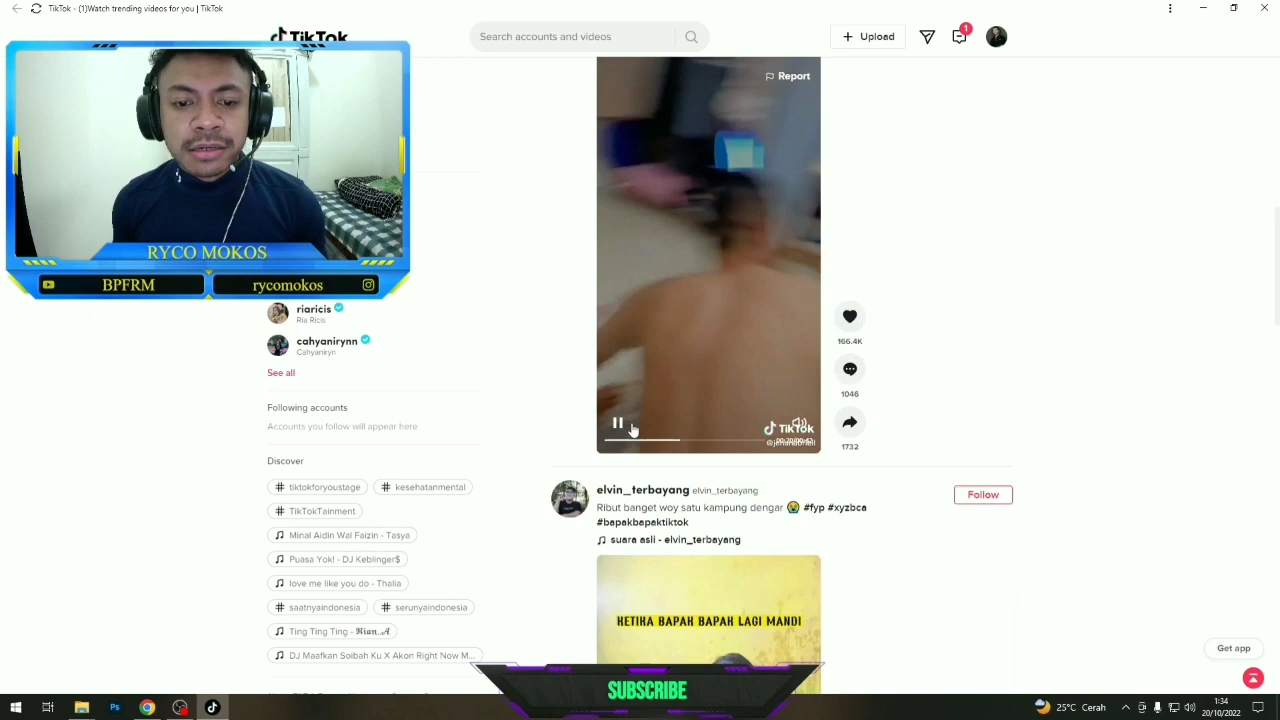 TikTok - (1)Watch trending videos for you | TikTok
TikTok
Search accounts and videos
Upload
1
Report
RYCO MOKOS
BPFRM
rycomokos
riaricis
Ria Ricis
cahyanirynn
Cahyaniryn
See all
Following accounts
Accounts you follow will appear here
Discover
# tiktokforyoustage
# kesehatanmental
# TikTokTainment
Minal Aidin Wal Faizin - Tasya
Puasa Yok! - DJ Keblinger$
love me like you do - Thalia
# saatnyaindonesia
# serunyaindonesia
Ting Ting Ting - 𝕽𝖎𝖆𝖓..𝓐
DJ Maafkan Soibah Ku X Akon Right Now M...
166.4K
1046
1732
TikTok
elvin_terbayang elvin_terbayang
Follow
Ribut banget woy satu kampung dengar 😭 #fyp #xyzbca
#bapakbapaktiktok
suara asli - elvin_terbayang
KETIKA BAPAK BAPAK LAGI MANDI
Get app
SUBSCRIBE
25°C Cerah
1:34
20/10/2022